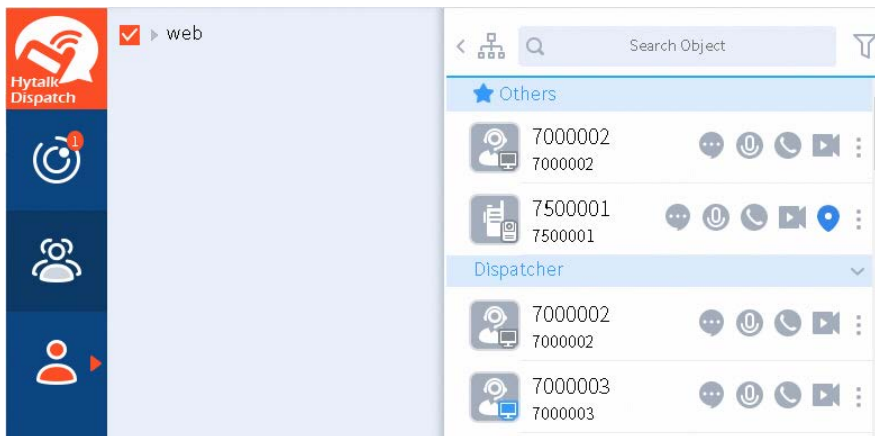 Hytalk
Dispatch
1
web
Search Object
Others
7000002
7000002
7500001
7500001
Dispatcher
7000002
7000002
7000003
7000003